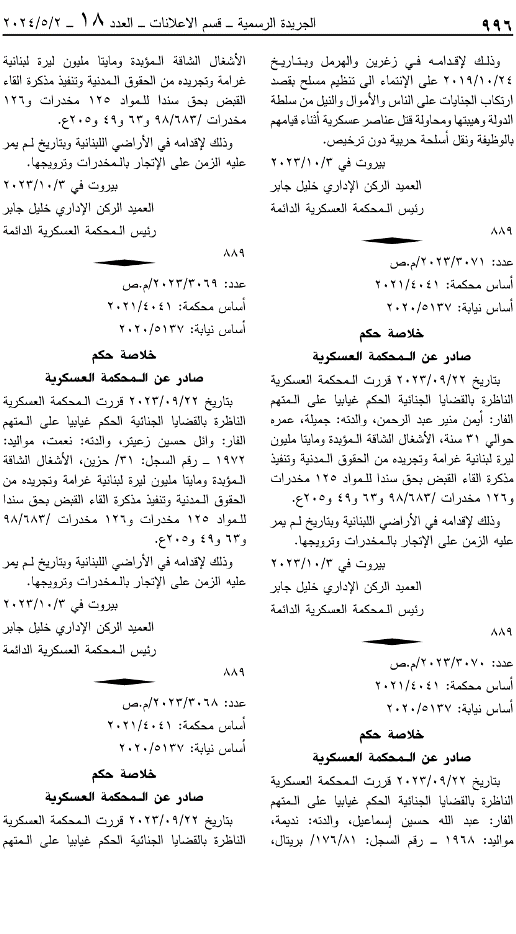 ٩٩٦
الجريدة الرسمية ــ قسم الاعلانات ــ العدد ١٨ ــ ٢٠٢٤/٥/٢
وذلك لإقدامه في زغرين والهرمل وبتاريخ
٢٠١٩/١٠/٢٤ على الإنتماء الى تنظيم مسلح بقصد
ارتكاب الجنايات على الناس والأموال والنيل من سلطة
الدولة وهيبتها ومحاولة قتل عناصر عسكرية أثناء قيامهم
بالوظيفة ونقل أسلحة حربية دون ترخيص.
بيروت في ٢٠٢٣/١٠/٣
العميد الركن الإداري خليل جابر
رئيس المحكمة العسكرية الدائمة
٨٨٩
عدد: ٢٠٢٣/٣٠٧١/م.ص
أساس محكمة: ٢٠٢١/٤٠٤١
أساس نيابة: ٢٠٢٠/٥١٣٧
خلاصة حكم
صادر عن المحكمة العسكرية
بتاريخ ٢٠٢٣/٠٩/٢٢ قررت المحكمة العسكرية
الناظرة بالقضايا الجنائية الحكم غيابيا على المتهم
الفار: أيمن منير عبد الرحمن، والدته: جميلة، عمره
حوالي ٣١ سنة، الأشغال الشاقة المؤبدة ومايتا مليون
ليرة لبنانية غرامة وتجريده من الحقوق المدنية وتنفيذ
مذكرة القاء القبض بحق سندا للمواد ١٢٥ مخدرات
و١٢٦ مخدرات /٩٨/٦٨٣ و٦٣ و٤٩ و٢٠٥ع.
وذلك لإقدامه في الأراضي اللبنانية وبتاريخ لم يمر
عليه الزمن على الإتجار بالمخدرات وترويجها.
بيروت في ٢٠٢٣/١٠/٣
العميد الركن الإداري خليل جابر
رئيس المحكمة العسكرية الدائمة
٨٨٩
عدد: ٢٠٢٣/٣٠٧٠/م.ص
أساس محكمة: ٢٠٢١/٤٠٤١
أساس نيابة: ٢٠٢٠/٥١٣٧
خلاصة حكم
صادر عن المحكمة العسكرية
بتاريخ ٢٠٢٣/٠٩/٢٢ قررت المحكمة العسكرية
الناظرة بالقضايا الجنائية الحكم غيابيا على المتهم
الفار: عبد الله حسين إسماعيل، والدته: نديمة،
مواليد: ١٩٦٨ ــ رقم السجل: ١٧٦/٨١/ بريتال،
الأشغال الشاقة المؤبدة ومايتا مليون ليرة لبنانية
غرامة وتجريده من الحقوق المدنية وتنفيذ مذكرة القاء
القبض بحق سندا للمواد ١٢٥ مخدرات و١٢٦
مخدرات /٩٨/٦٨٣ و٦٣ و٤٩ و٢٠٥ع.
وذلك لإقدامه في الأراضي اللبنانية وبتاريخ لم يمر
عليه الزمن على الإتجار بالمخدرات وترويجها.
بيروت في ٢٠٢٣/١٠/٣
العميد الركن الإداري خليل جابر
رئيس المحكمة العسكرية الدائمة
٨٨٩
عدد: ٢٠٢٣/٣٠٦٩/م.ص
أساس محكمة: ٢٠٢١/٤٠٤١
أساس نيابة: ٢٠٢٠/٥١٣٧
خلاصة حكم
صادر عن المحكمة العسكرية
بتاريخ ٢٠٢٣/٠٩/٢٢ قررت المحكمة العسكرية
الناظرة بالقضايا الجنائية الحكم غيابيا على المتهم
الفار: وائل حسين زعيتر، والدته: نعمت، مواليد:
١٩٧٢ ــ رقم السجل: ٣١/ حزين، الأشغال الشاقة
المؤبدة ومايتا مليون ليرة لبنانية غرامة وتجريده من
الحقوق المدنية وتنفيذ مذكرة القاء القبض بحق سندا
للمواد ١٢٥ مخدرات و١٢٦ مخدرات /٩٨/٦٨٣
و٦٣ و٤٩ و٢٠٥ع.
وذلك لإقدامه في الأراضي اللبنانية وبتاريخ لم يمر
عليه الزمن على الإتجار بالمخدرات وترويجها.
بيروت في ٢٠٢٣/١٠/٣
العميد الركن الإداري خليل جابر
رئيس المحكمة العسكرية الدائمة
٨٨٩
عدد: ٢٠٢٣/٣٠٦٨/م.ص
أساس محكمة: ٢٠٢١/٤٠٤١
أساس نيابة: ٢٠٢٠/٥١٣٧
خلاصة حكم
صادر عن المحكمة العسكرية
بتاريخ ٢٠٢٣/٠٩/٢٢ قررت المحكمة العسكرية
الناظرة بالقضايا الجنائية الحكم غيابيا على المتهم